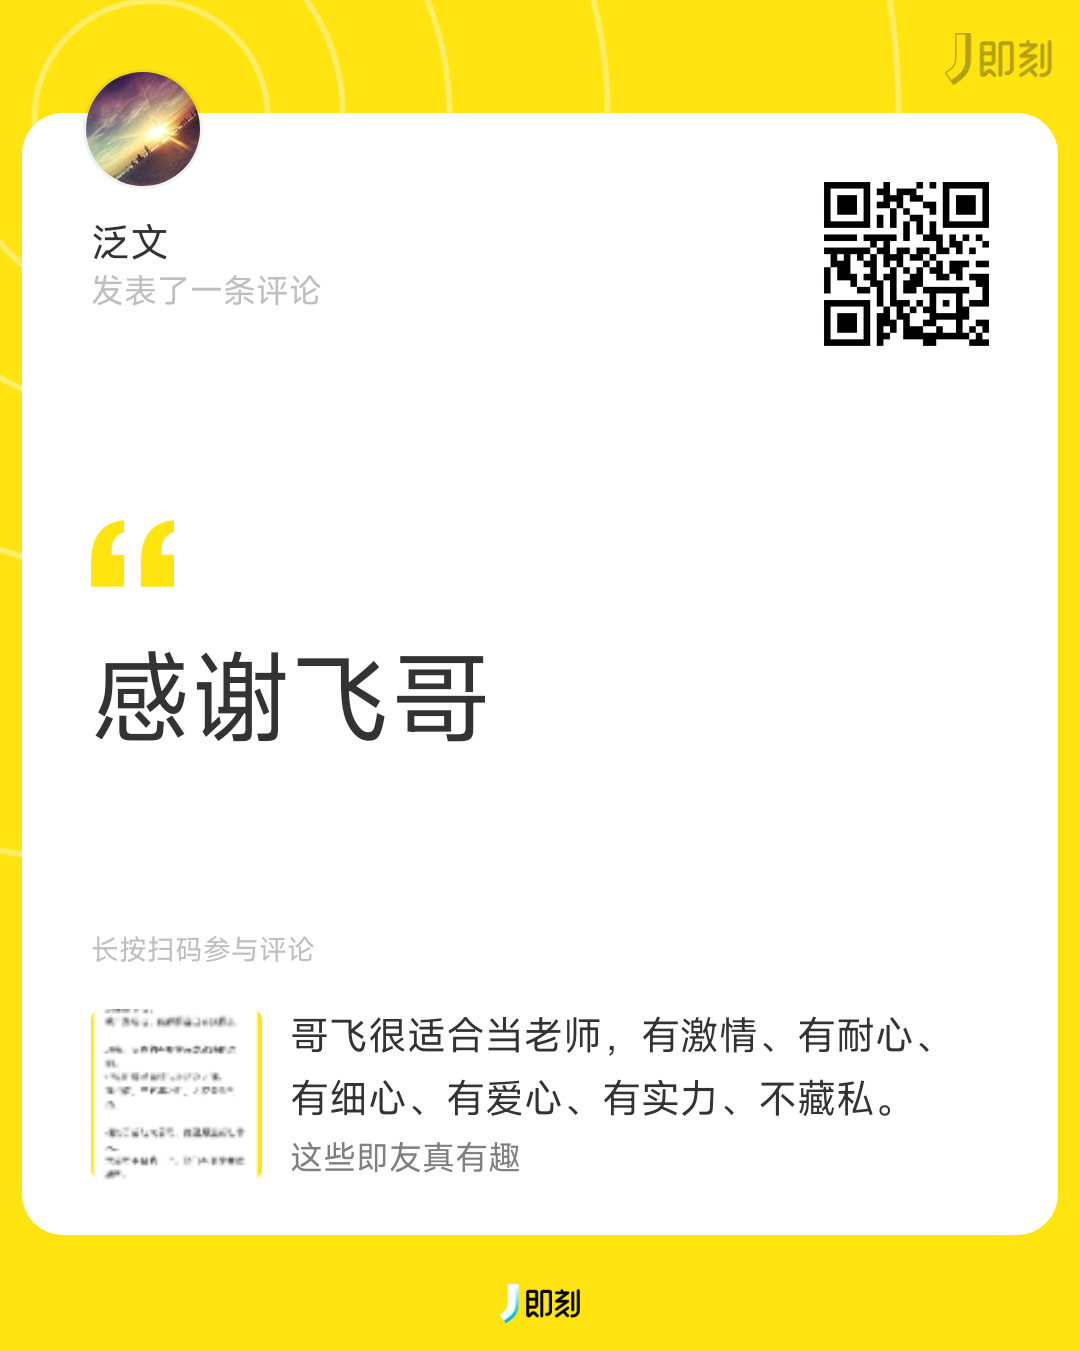 即刻
泛文
发表了一条评论
感谢飞哥
长按扫码参与评论
哥飞很适合当老师，有激情、有耐心、
有细心、有爱心、有实力、不藏私。
这些即友真有趣
即刻